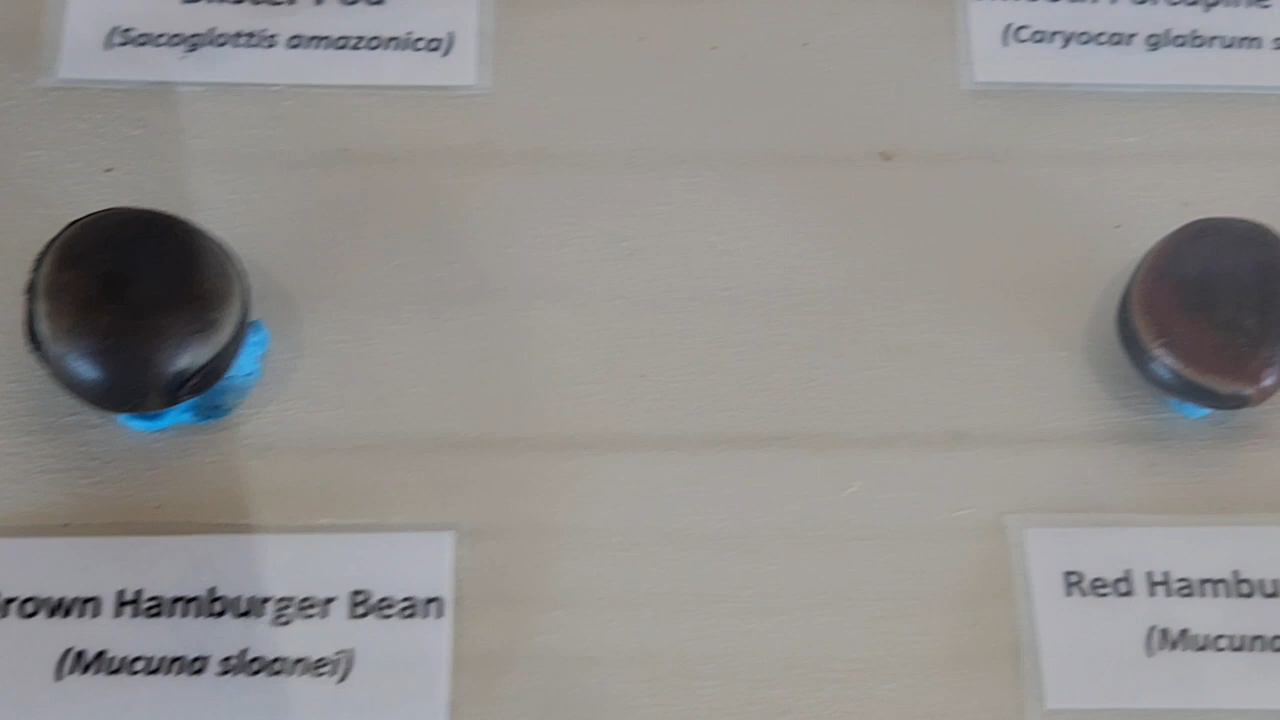 (Sacoglottis amazonica)
(Caryocar glabrum
Brown Hamburger Bean
(Mucuna sloanei)
Red Hambu
(Mucuna